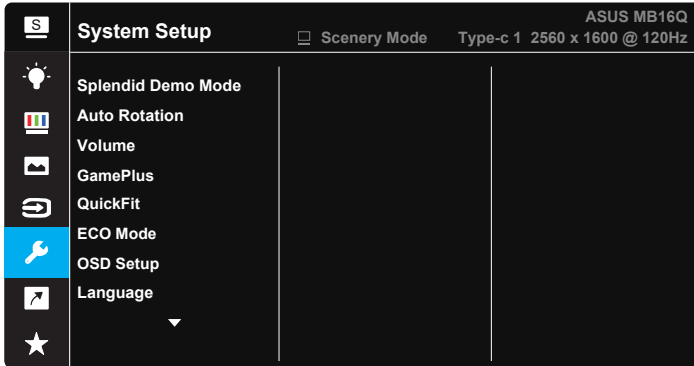 S
System Setup
Scenery Mode
ASUS MB16Q
Type-c 1 2560 x 1600 @ 120Hz
Splendid Demo Mode
Auto Rotation
Volume
GamePlus
QuickFit
ECO Mode
OSD Setup
Language